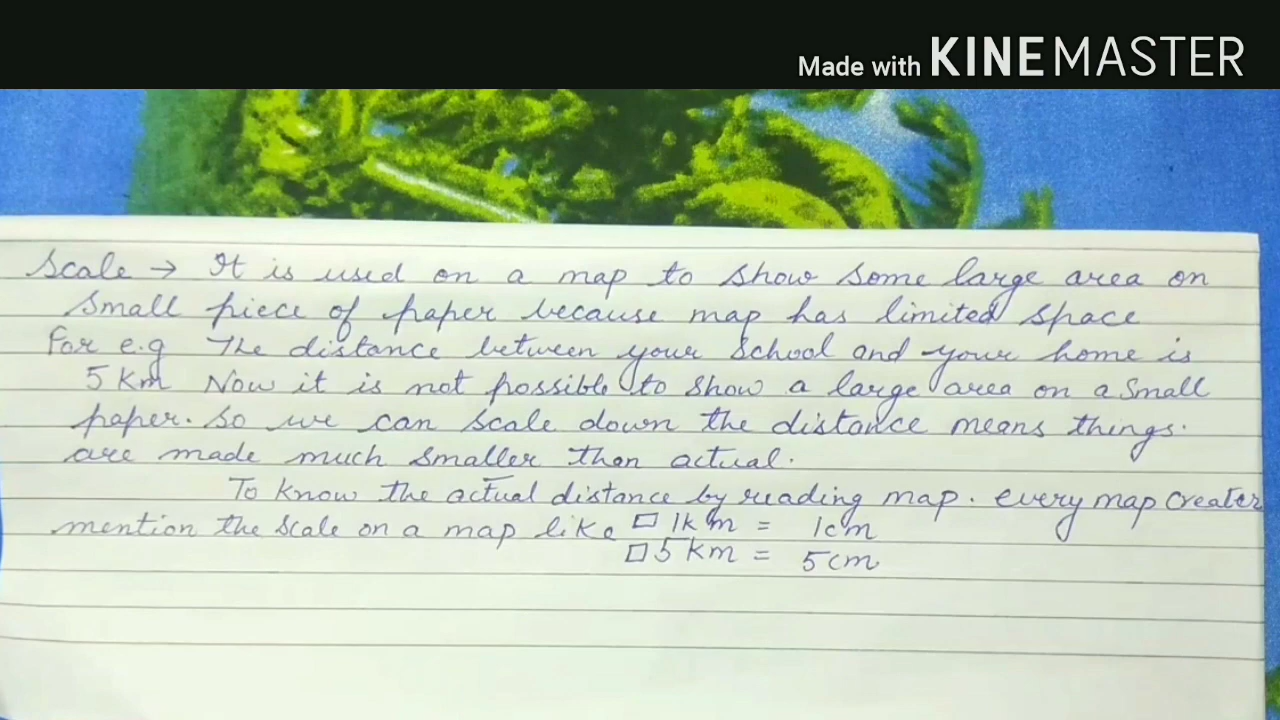 Made with KINEMASTER
Scale → It is used on a map to show some large area on
small piece of paper because map has limited space
For e.g The distance between your School and your home is
5 Km Now it is not possible to show a large area on a small
paper. So we can scale down the distance means things.
are made much smaller than actual.
To know the actual distance by reading map. every map creater
mention the scale on a map like □ 1km = 1cm
□ 5 km = 5cm